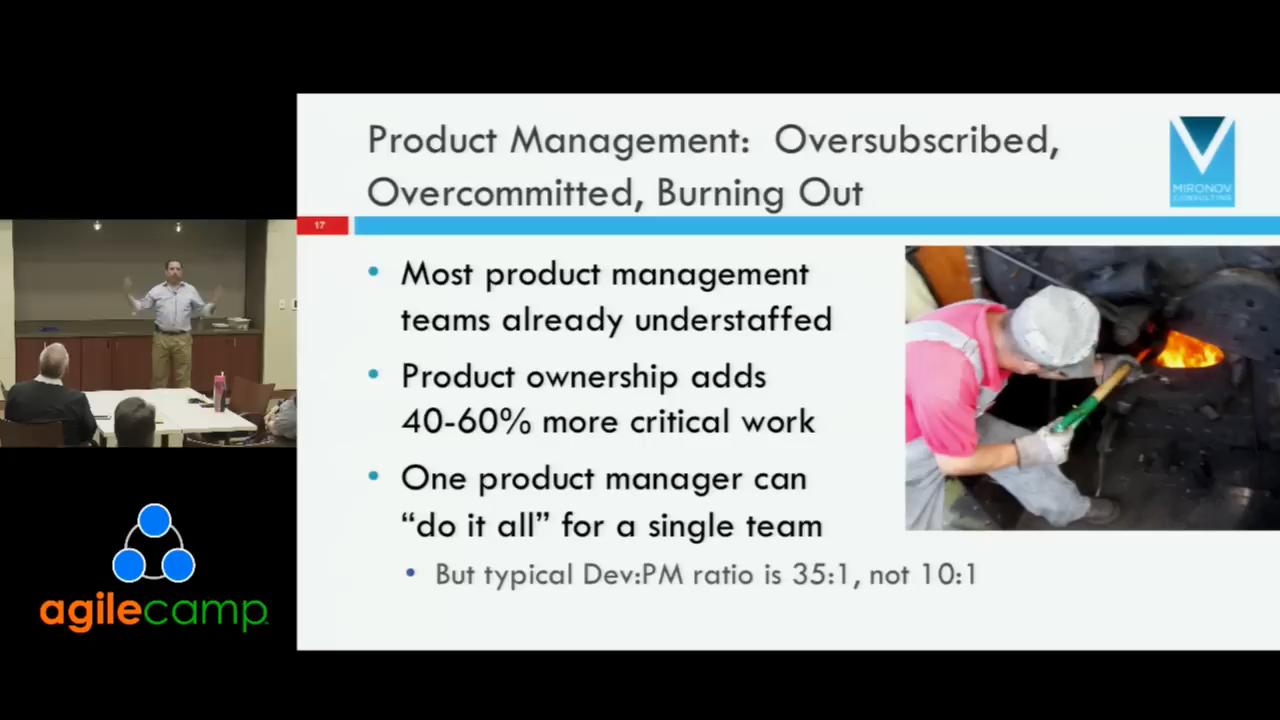 Product Management: Oversubscribed,
Overcommitted, Burning Out
MIRONOV
CONSULTING
17
• Most product management
teams already understaffed
• Product ownership adds
40-60% more critical work
• One product manager can
“do it all” for a single team
• But typical Dev:PM ratio is 35:1, not 10:1
agilecamp